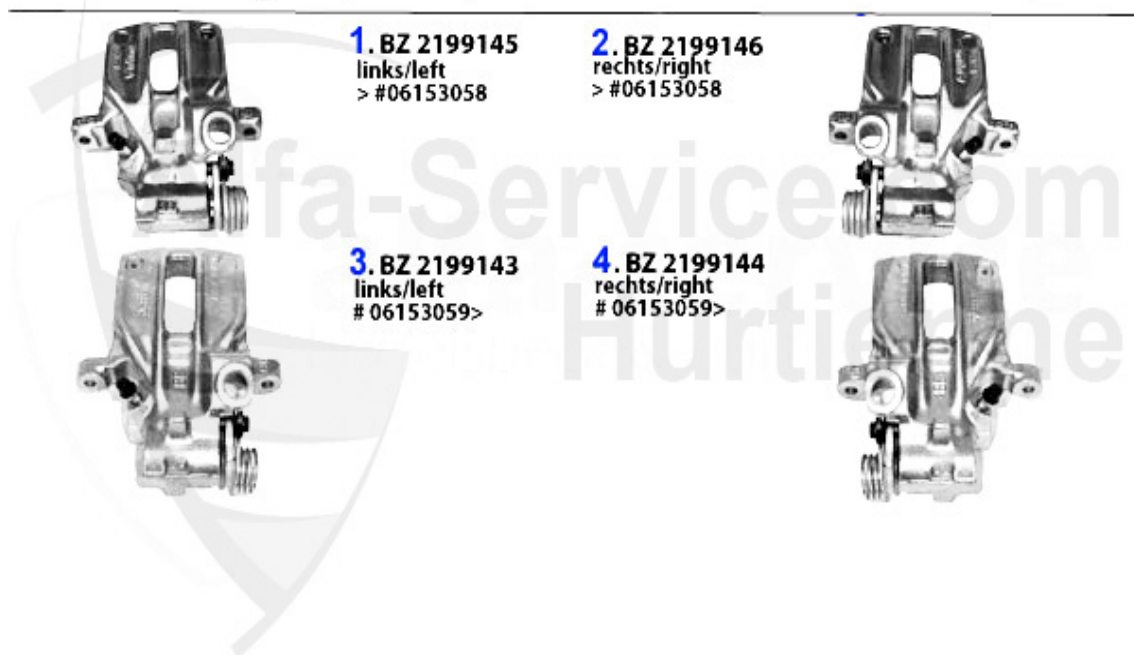 1. BZ 2199145
links/left
> #06153058
2. BZ 2199146
rechts/right
> #06153058
3. BZ 2199143
links/left
# 06153059>
4. BZ 2199144
rechts/right
# 06153059>
lfa-Service.com
Hurtienne